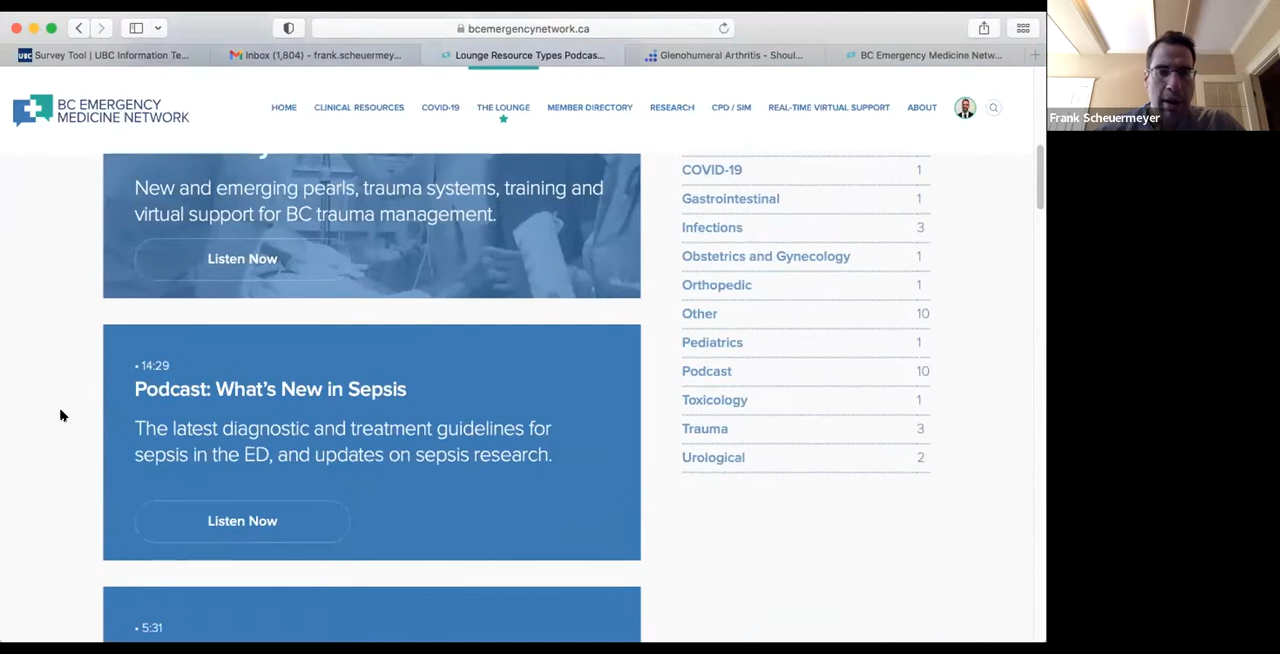 bcemergencynetwork.ca
UBC Survey Tool | UBC Information Te...
Inbox (1,804) - frank.scheuermey...
Lounge Resource Types Podcas...
Glenohumeral Arthritis - Shoul...
BC Emergency Medicine Netw...
BC EMERGENCY
MEDICINE NETWORK
HOME CLINICAL RESOURCES COVID-19 THE LOUNGE MEMBER DIRECTORY RESEARCH CPD / SIM REAL-TIME VIRTUAL SUPPORT ABOUT
Frank Scheuermeyer
New and emerging pearls, trauma systems, training and
virtual support for BC trauma management.
Listen Now
• 14:29
Podcast: What’s New in Sepsis
The latest diagnostic and treatment guidelines for
sepsis in the ED, and updates on sepsis research.
Listen Now
• 5:31
COVID-19 1
Gastrointestinal 1
Infections 3
Obstetrics and Gynecology 1
Orthopedic 1
Other 10
Pediatrics 1
Podcast 10
Toxicology 1
Trauma 3
Urological 2